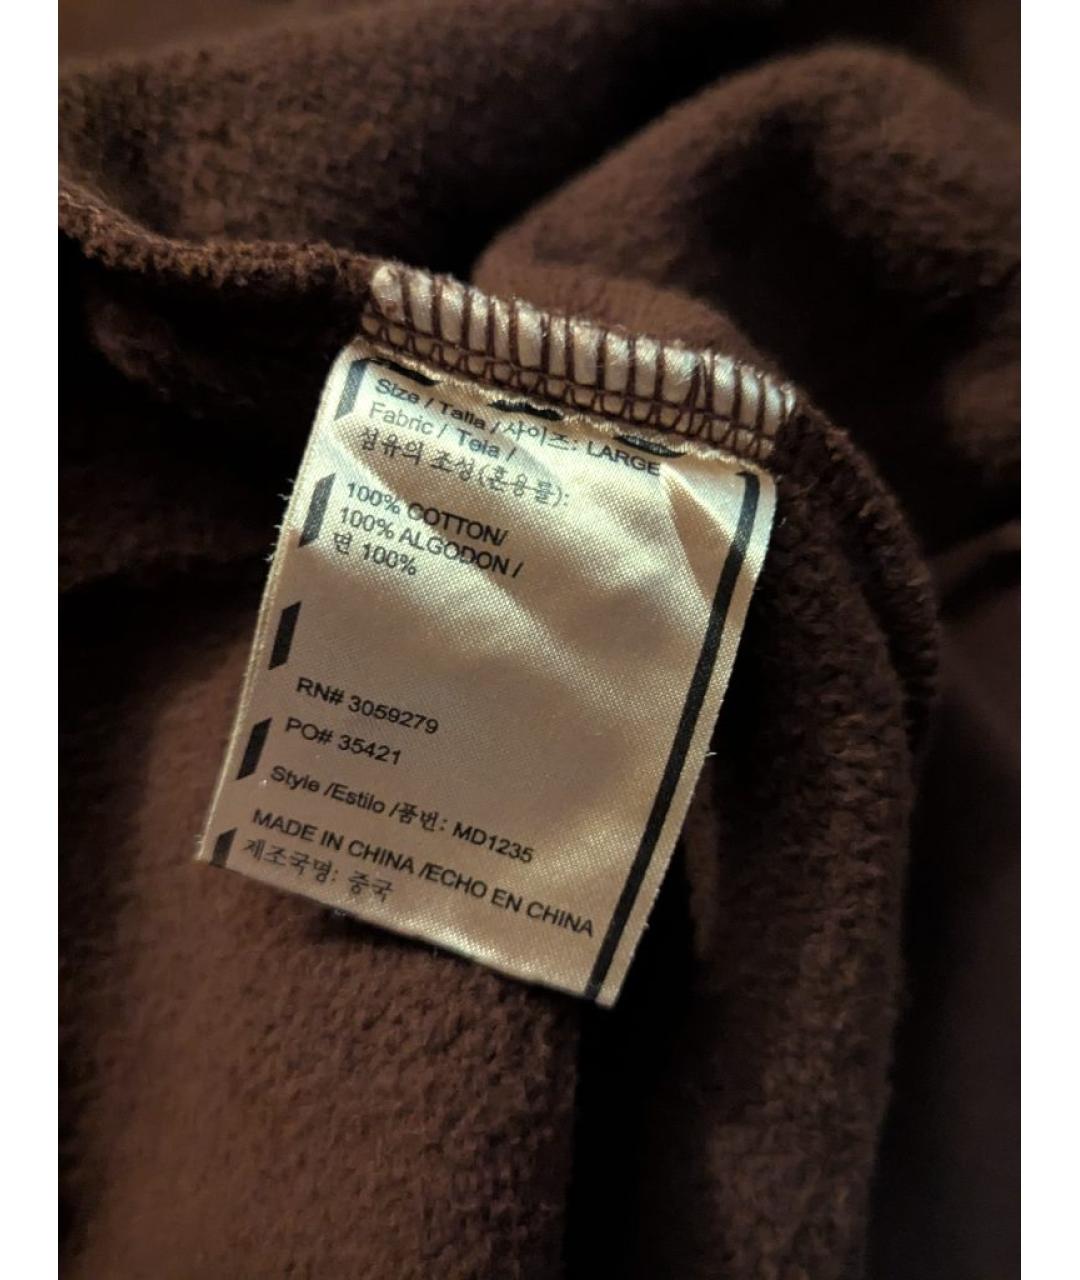 Size / Talla / 사이즈: LARGE
Fabric / Tela /
섬유의 조성(혼용률):
100% COTTON/
100% ALGODON /
면 100%
RN# 3059279
PO# 35421
Style /Estilo /품번: MD1235
MADE IN CHINA /ECHO EN CHINA
제조국명: 중국